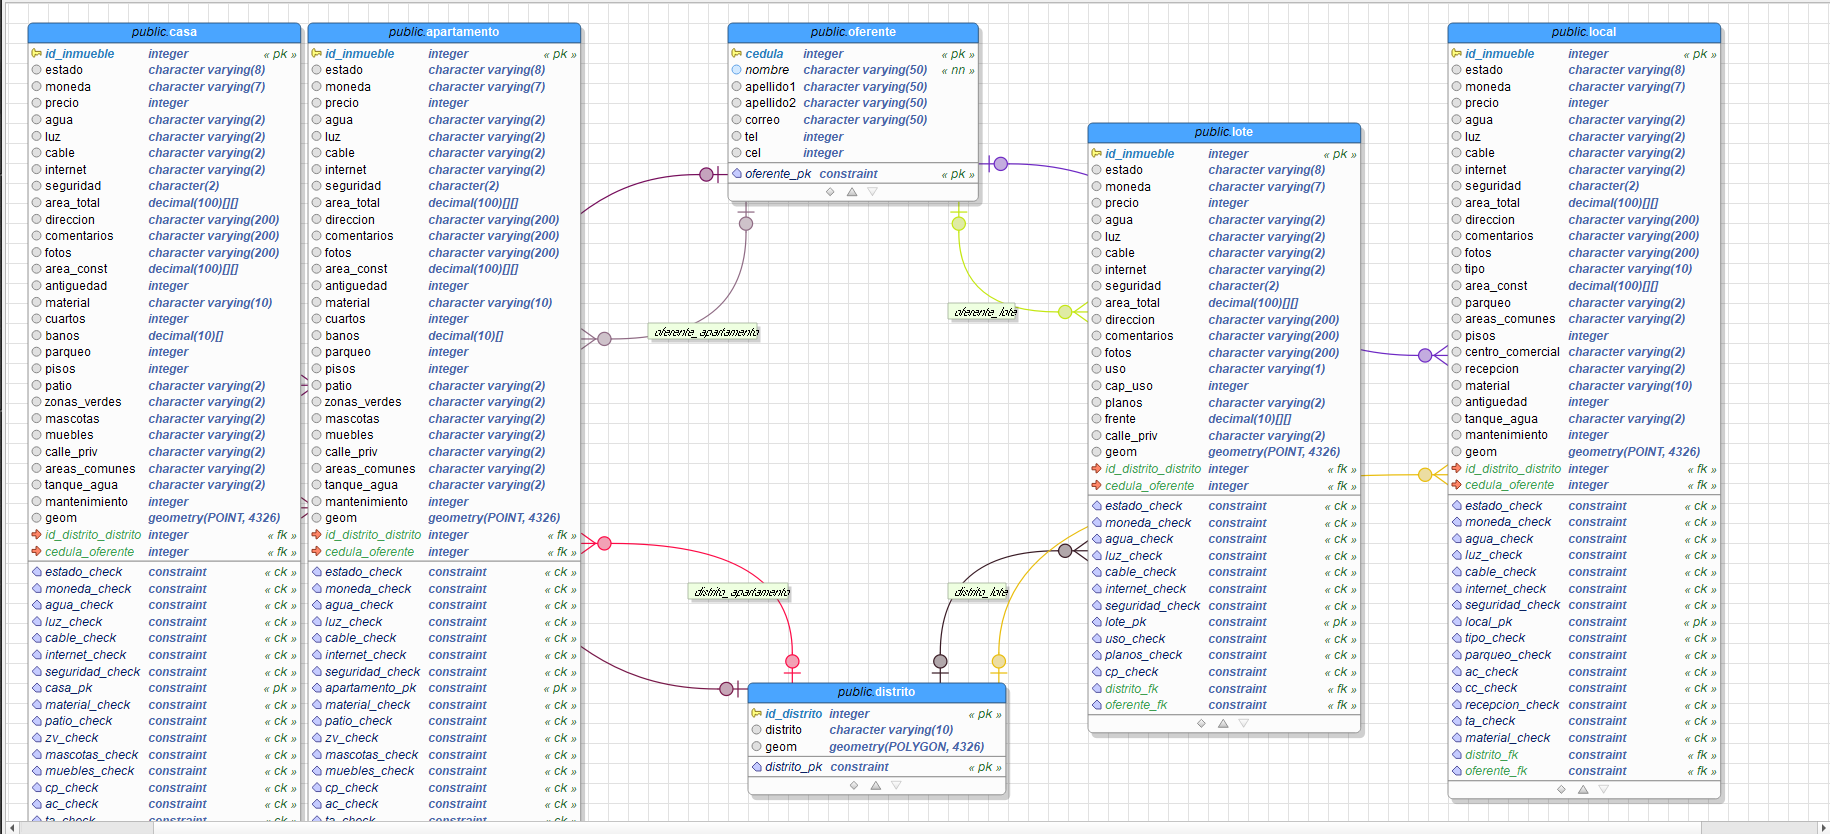 public.casa
id_inmueble integer « pk »
estado character varying(8)
moneda character varying(7)
precio integer
agua character varying(2)
luz character varying(2)
cable character varying(2)
internet character varying(2)
seguridad character(2)
area_total decimal(100)[][]
direccion character varying(200)
comentarios character varying(200)
fotos character varying(200)
area_const decimal(100)[][]
antiguedad integer
material character varying(10)
cuartos integer
banos decimal(10)[]
parqueo integer
pisos integer
patio character varying(2)
zonas_verdes character varying(2)
mascotas character varying(2)
muebles character varying(2)
calle_priv character varying(2)
areas_comunes character varying(2)
tanque_agua character varying(2)
mantenimiento integer
geom geometry(POINT, 4326)
id_distrito_distrito integer « fk »
cedula_oferente integer « fk »
estado_check constraint « ck »
moneda_check constraint « ck »
agua_check constraint « ck »
luz_check constraint « ck »
cable_check constraint « ck »
internet_check constraint « ck »
seguridad_check constraint « ck »
casa_pk constraint « pk »
material_check constraint « ck »
patio_check constraint « ck »
zv_check constraint « ck »
mascotas_check constraint « ck »
muebles_check constraint « ck »
cp_check constraint « ck »
ac_check constraint « ck »
ta_check constraint « ck »
public.apartamento
id_inmueble integer « pk »
estado character varying(8)
moneda character varying(7)
precio integer
agua character varying(2)
luz character varying(2)
cable character varying(2)
internet character varying(2)
seguridad character(2)
area_total decimal(100)[][]
direccion character varying(200)
comentarios character varying(200)
fotos character varying(200)
area_const decimal(100)[][]
antiguedad integer
material character varying(10)
cuartos integer
banos decimal(10)[]
parqueo integer
pisos integer
patio character varying(2)
zonas_verdes character varying(2)
mascotas character varying(2)
muebles character varying(2)
calle_priv character varying(2)
areas_comunes character varying(2)
tanque_agua character varying(2)
mantenimiento integer
geom geometry(POINT, 4326)
id_distrito_distrito integer « fk »
cedula_oferente integer « fk »
estado_check constraint « ck »
moneda_check constraint « ck »
agua_check constraint « ck »
luz_check constraint « ck »
cable_check constraint « ck »
internet_check constraint « ck »
seguridad_check constraint « ck »
apartamento_pk constraint « pk »
material_check constraint « ck »
patio_check constraint « ck »
zv_check constraint « ck »
mascotas_check constraint « ck »
muebles_check constraint « ck »
cp_check constraint « ck »
ac_check constraint « ck »
ta_check constraint « ck »
public.oferente
cedula integer « pk »
nombre character varying(50) « nn »
apellido1 character varying(50)
apellido2 character varying(50)
correo character varying(50)
tel integer
cel integer
oferente_pk constraint « pk »
oferente_apartamento
oferente_lote
distrito_apartamento
distrito_lote
public.distrito
id_distrito integer « pk »
distrito character varying(10)
geom geometry(POLYGON, 4326)
distrito_pk constraint « pk »
public.lote
id_inmueble integer « pk »
estado character varying(8)
moneda character varying(7)
precio integer
agua character varying(2)
luz character varying(2)
cable character varying(2)
internet character varying(2)
seguridad character(2)
area_total decimal(100)[][]
direccion character varying(200)
comentarios character varying(200)
fotos character varying(200)
uso character varying(1)
cap_uso integer
planos character varying(2)
frente decimal(10)[][]
calle_priv character varying(2)
geom geometry(POINT, 4326)
id_distrito_distrito integer « fk »
cedula_oferente integer « fk »
estado_check constraint « ck »
moneda_check constraint « ck »
agua_check constraint « ck »
luz_check constraint « ck »
cable_check constraint « ck »
internet_check constraint « ck »
seguridad_check constraint « ck »
lote_pk constraint « pk »
uso_check constraint « ck »
planos_check constraint « ck »
cp_check constraint « ck »
distrito_fk constraint « fk »
oferente_fk constraint « fk »
public.local
id_inmueble integer « pk »
estado character varying(8)
moneda character varying(7)
precio integer
agua character varying(2)
luz character varying(2)
cable character varying(2)
internet character varying(2)
seguridad character(2)
area_total decimal(100)[][]
direccion character varying(200)
comentarios character varying(200)
fotos character varying(200)
tipo character varying(10)
area_const decimal(100)[][]
parqueo character varying(2)
areas_comunes character varying(2)
pisos integer
centro_comercial character varying(2)
recepcion character varying(2)
material character varying(10)
antiguedad integer
tanque_agua character varying(2)
mantenimiento integer
geom geometry(POINT, 4326)
id_distrito_distrito integer « fk »
cedula_oferente integer « fk »
estado_check constraint « ck »
moneda_check constraint « ck »
agua_check constraint « ck »
luz_check constraint « ck »
cable_check constraint « ck »
internet_check constraint « ck »
seguridad_check constraint « ck »
local_pk constraint « pk »
tipo_check constraint « ck »
parqueo_check constraint « ck »
ac_check constraint « ck »
cc_check constraint « ck »
recepcion_check constraint « ck »
ta_check constraint « ck »
material_check constraint « ck »
distrito_fk constraint « fk »
oferente_fk constraint « fk »